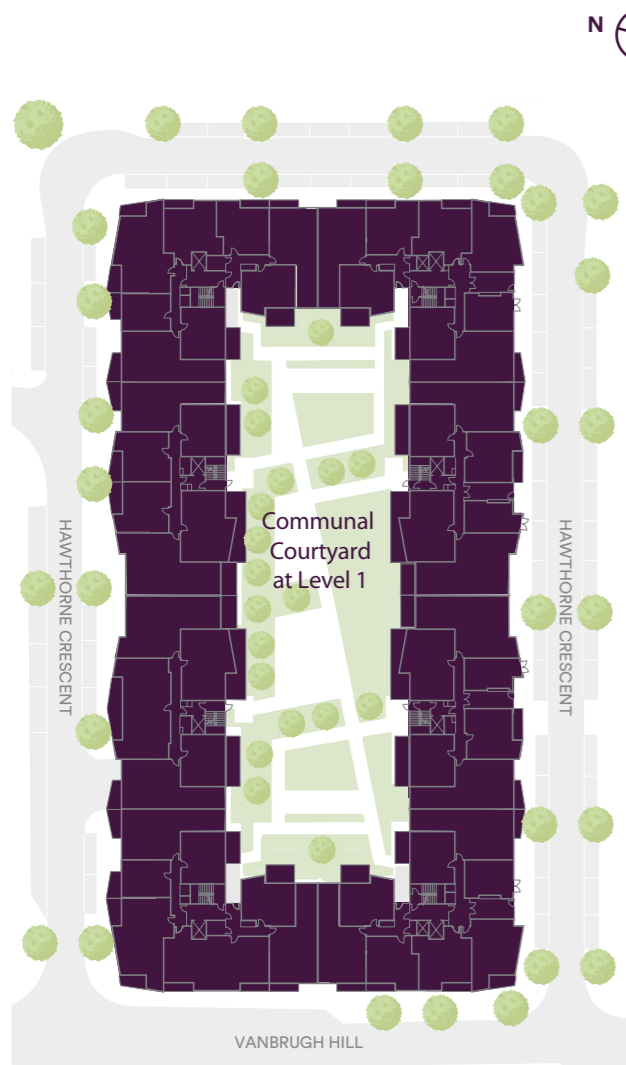 N
Communal
Courtyard
at Level 1
HAWTHORNE CRESCENT
HAWTHORNE CRESCENT
VANBRUGH HILL